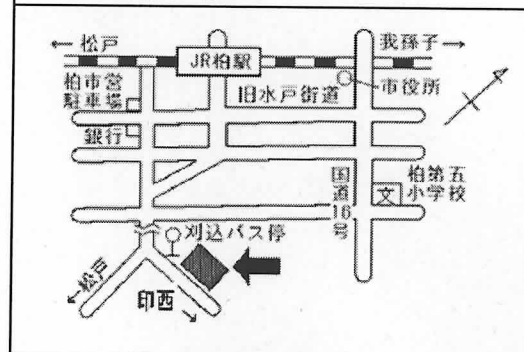 ← 松戸
我孫子 →
JR柏駅
柏市営
駐車場
旧水戸街道
市役所
銀行
国道16号
文
柏第五
小学校
刈込バス停
松戸
印西